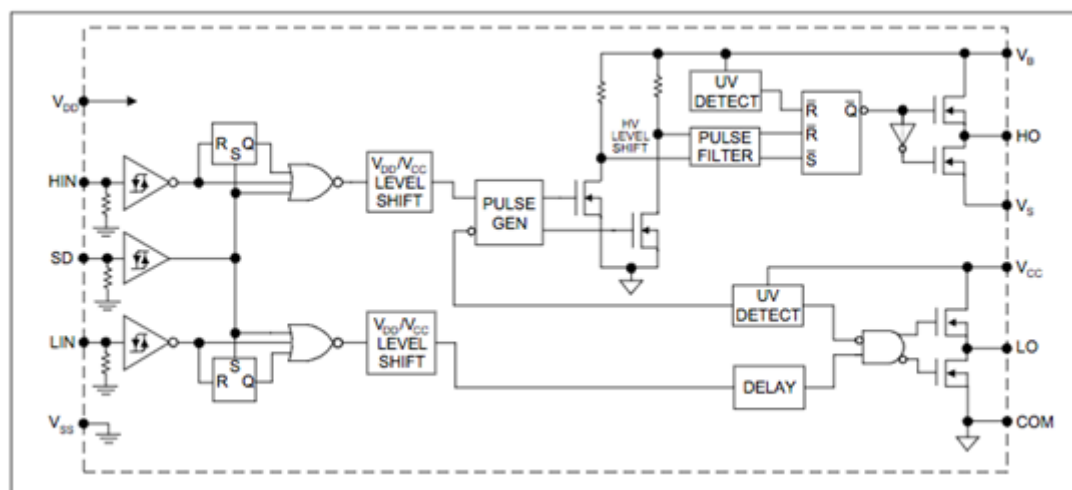 V_DD
HIN
SD
LIN
V_SS
R
S
Q
S
R
Q
V_DD/V_CC
LEVEL
SHIFT
V_DD/V_CC
LEVEL
SHIFT
PULSE
GEN
HV
LEVEL
SHIFT
UV
DETECT
PULSE
FILTER
R̅
R̅
S̅
Q̅
UV
DETECT
DELAY
V_B
HO
V_S
V_CC
LO
COM